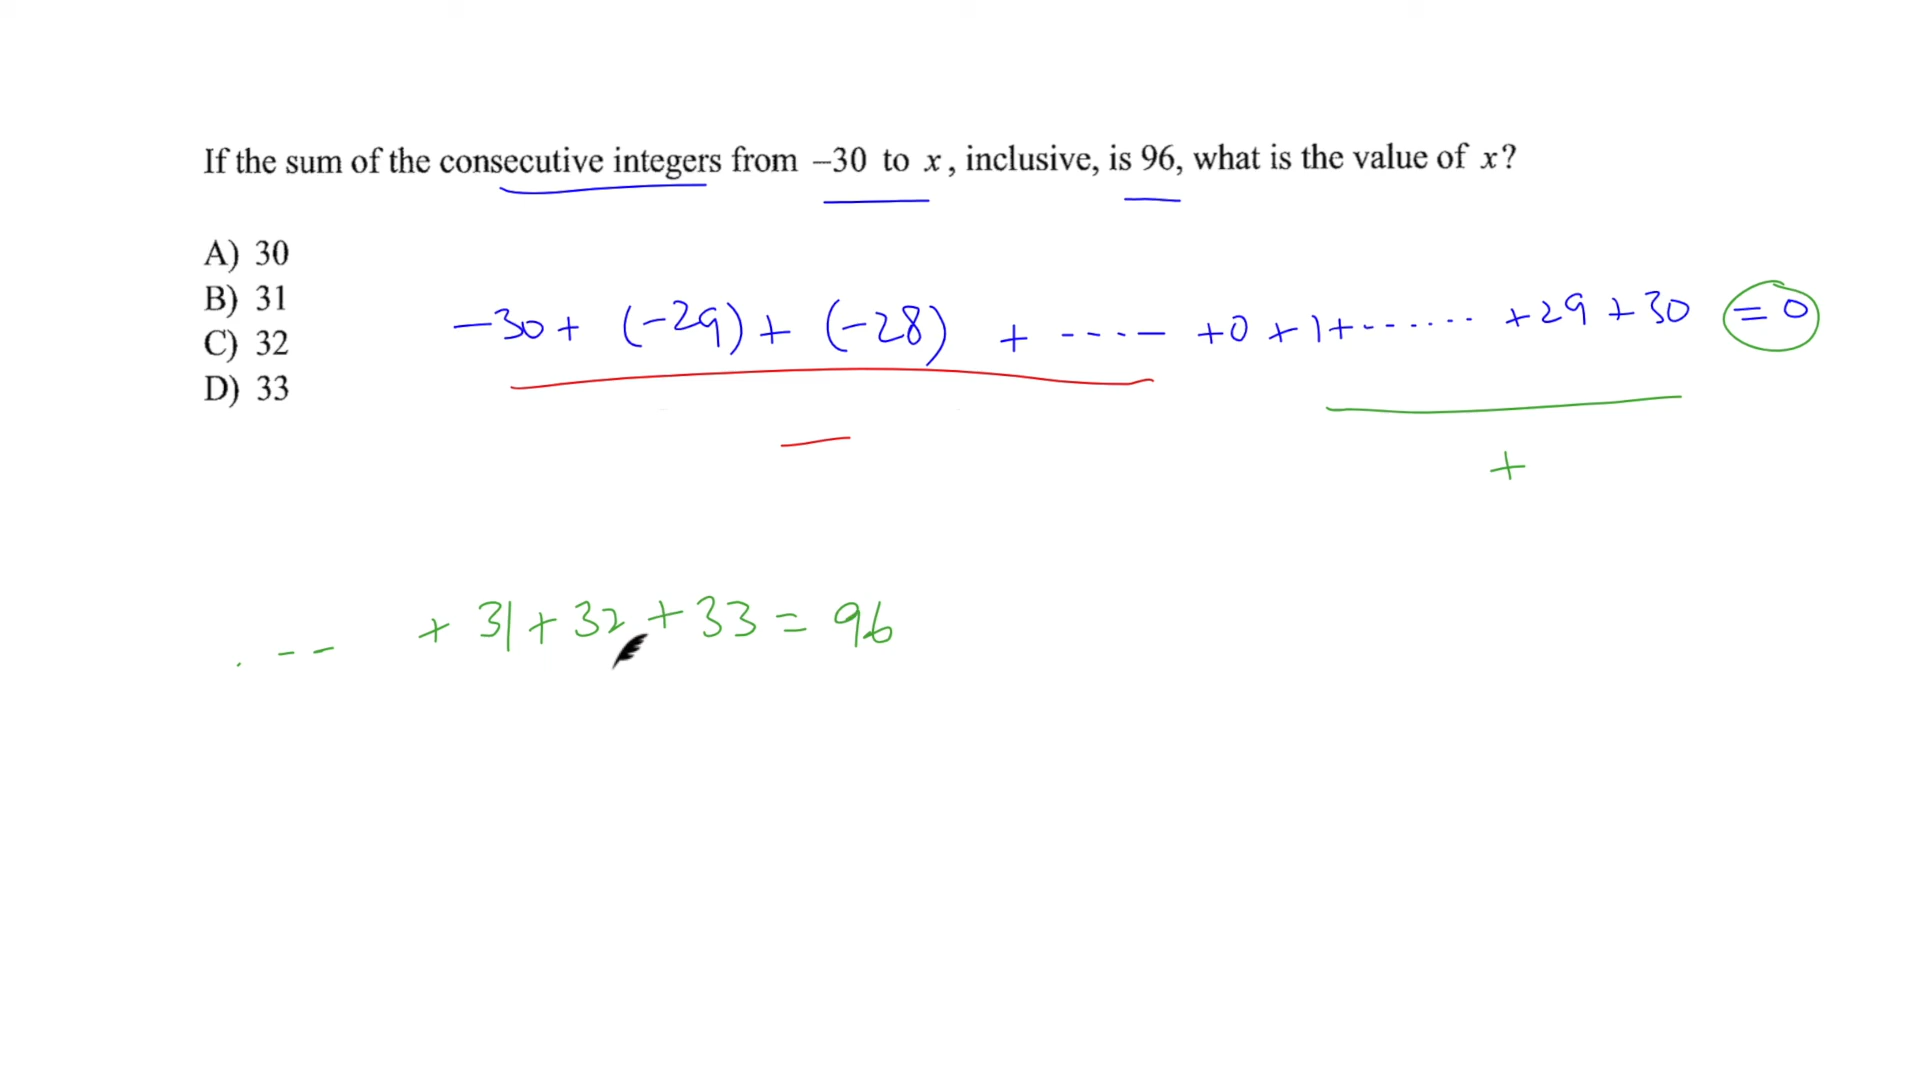 If the sum of the consecutive integers from −30 to x, inclusive, is 96, what is the value of x?
A) 30
B) 31
C) 32
D) 33
−30 + (−29) + (−28) + ----− +0 +1+ ...... +29 + 30 = 0
−
+
. -- + 31 + 32 + 33 = 96